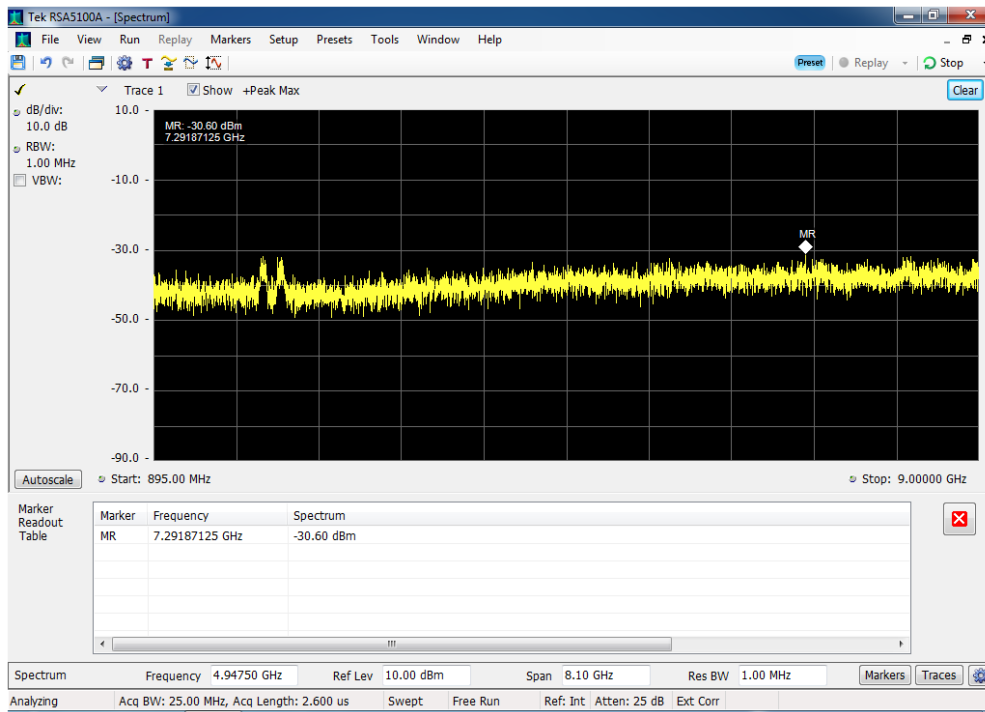 Tek RSA5100A - [Spectrum]
File View Run Replay Markers Setup Presets Tools Window Help
T Preset Replay Stop
Trace 1 Show +Peak Max Clear
dB/div:
10.0 dB
RBW:
1.00 MHz
VBW:
10.0
-10.0
-30.0
-50.0
-70.0
-90.0
MR: -30.60 dBm
7.29187125 GHz
MR
Autoscale Start: 895.00 MHz Stop: 9.00000 GHz
Marker
Readout
Table
Marker Frequency Spectrum
MR 7.29187125 GHz -30.60 dBm
Spectrum Frequency 4.94750 GHz Ref Lev 10.00 dBm Span 8.10 GHz Res BW 1.00 MHz Markers Traces
Analyzing Acq BW: 25.00 MHz, Acq Length: 2.600 us Swept Free Run Ref: Int Atten: 25 dB Ext Corr